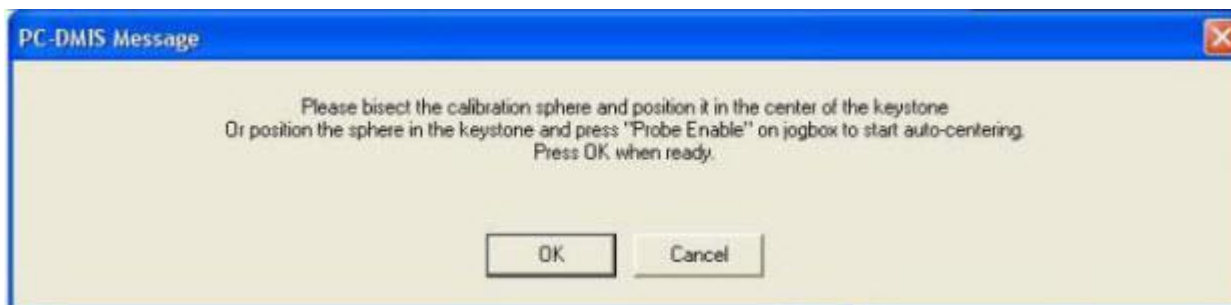 PC-DMIS Message
Please bisect the calibration sphere and position it in the center of the keystone
Or position the sphere in the keystone and press "Probe Enable" on jogbox to start auto-centering.
Press OK when ready.
OK Cancel